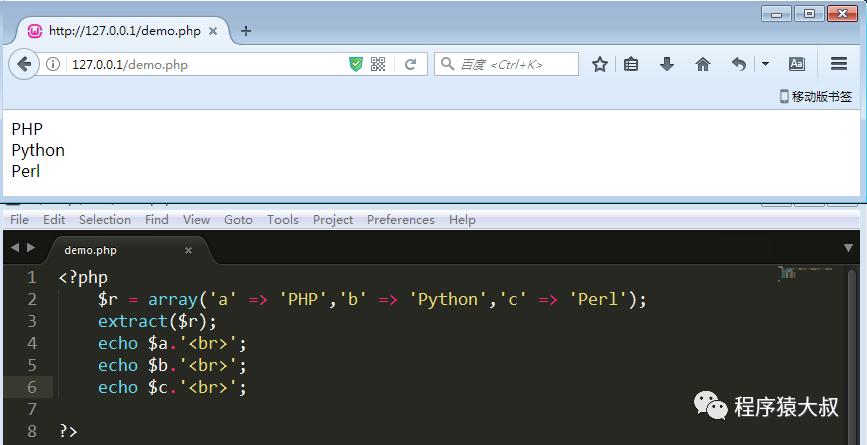 http://127.0.0.1/demo.php
127.0.0.1/demo.php
百度 <Ctrl+K>
移动版书签
PHP
Python
Perl
File Edit Selection Find View Goto Tools Project Preferences Help
demo.php
1 <?php
2 $r = array('a' => 'PHP','b' => 'Python','c' => 'Perl');
3 extract($r);
4 echo $a.'<br>';
5 echo $b.'<br>';
6 echo $c.'<br>';
7
8 ?>
程序猿大叔